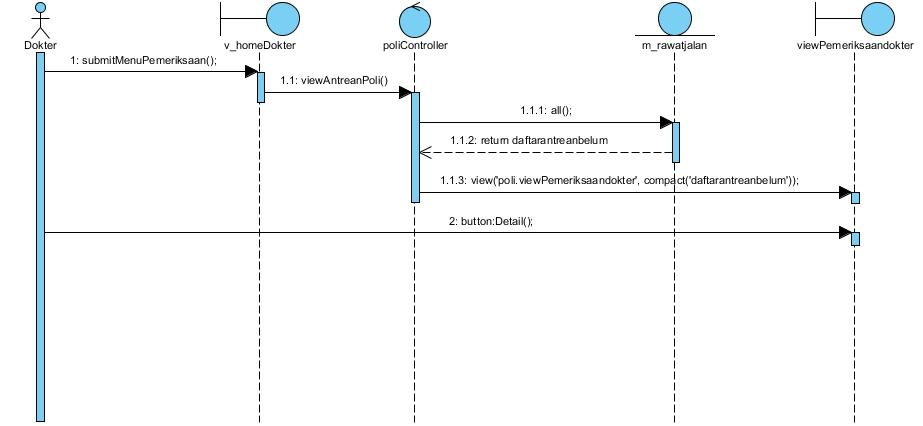 Dokter
v_homeDokter
poliController
m_rawatjalan
viewPemeriksaandokter
1: submitMenuPemeriksaan();
1.1: viewAntreanPoli()
1.1.1: all();
1.1.2: return daftarantreanbelum
1.1.3: view('poli.viewPemeriksaandokter', compact('daftarantreanbelum'));
2: button:Detail();